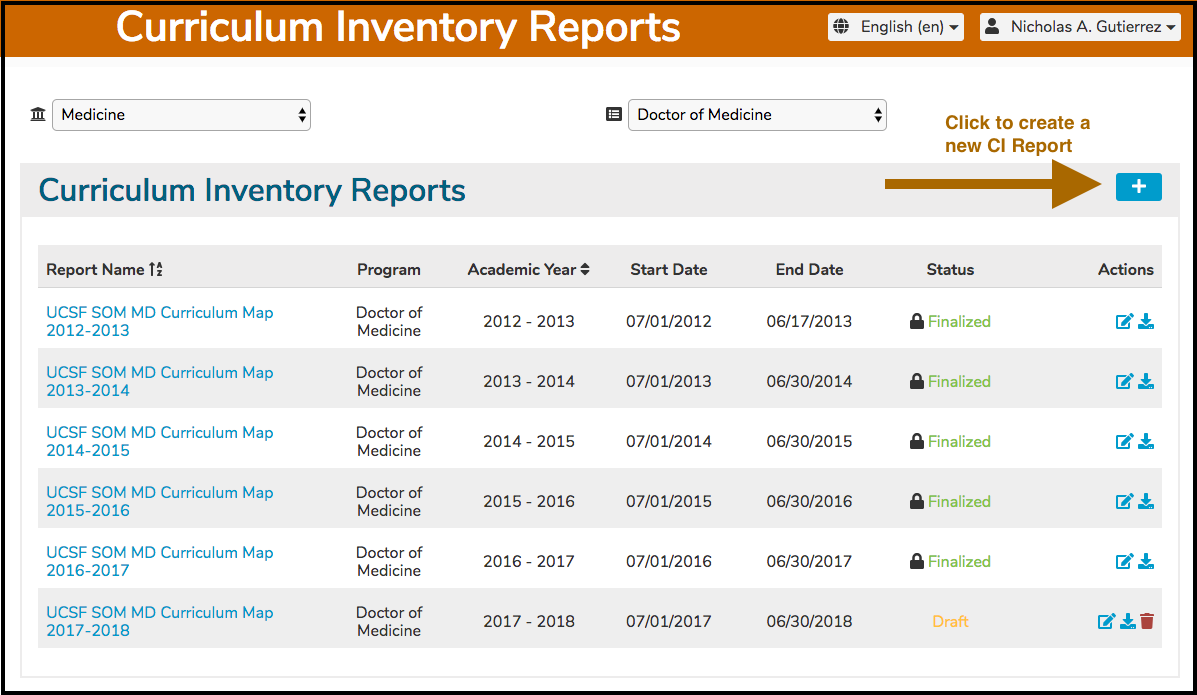 Curriculum Inventory Reports
English (en)
Nicholas A. Gutierrez
Medicine
Doctor of Medicine
Click to create a
new CI Report
Curriculum Inventory Reports
Report Name Program Academic Year Start Date End Date Status Actions
UCSF SOM MD Curriculum Map
2012-2013
Doctor of
Medicine
2012 - 2013 07/01/2012 06/17/2013 Finalized
UCSF SOM MD Curriculum Map
2013-2014
Doctor of
Medicine
2013 - 2014 07/01/2013 06/30/2014 Finalized
UCSF SOM MD Curriculum Map
2014-2015
Doctor of
Medicine
2014 - 2015 07/01/2014 06/30/2015 Finalized
UCSF SOM MD Curriculum Map
2015-2016
Doctor of
Medicine
2015 - 2016 07/01/2015 06/30/2016 Finalized
UCSF SOM MD Curriculum Map
2016-2017
Doctor of
Medicine
2016 - 2017 07/01/2016 06/30/2017 Finalized
UCSF SOM MD Curriculum Map
2017-2018
Doctor of
Medicine
2017 - 2018 07/01/2017 06/30/2018 Draft